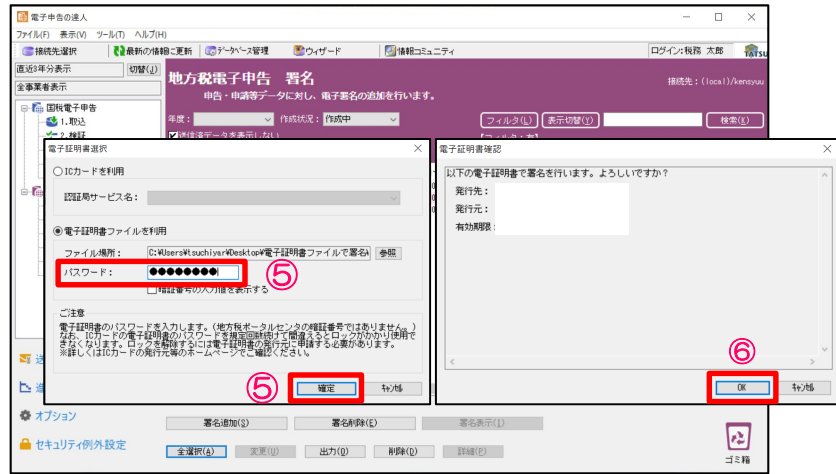 電子申告の達人
ファイル(F) 表示(V) ツール(T) ヘルプ(H)
接続先選択 最新の情報に更新 データベース管理 ウィザード 情報コミュニティ ログイン:税務 太郎 TATSU
直近3年分表示 切替(J)
全事業者表示
地方税電子申告 署名
申告・申請等データに対し、電子署名の追加を行います。
接続先：(local)/kensyuu
国税電子申告
1.取込
2.検証
年度： 作成状況： 作成中
フィルタ(L) 表示切替(Y) 検索(K)
送信済データを表示しない
電子証明書選択
ICカードを利用
認証局サービス名：
電子証明書ファイルを利用
ファイル場所： C:¥Users¥tsuchiyar¥Desktop¥電子証明書ファイルで署名 参照
パスワード： ●●●●●●●●
⑤
暗証番号の入力値を表示する
ご注意
電子証明書のパスワードを入力します。(地方税ポータルセンタの暗証番号ではありません。)
なお、ICカードの電子証明書のパスワードを規定回数続けて間違えるとロックがかかり使用で
きなくなります。ロックを解除するには電子証明書の発行元に申請する必要があります。
※詳しくはICカードの発行元等のホームページでご確認ください。
⑤
確定 キャンセル
電子証明書確認
以下の電子証明書で署名を行います。よろしいですか？
発行先：
発行元：
有効期限：
⑥
OK キャンセル
オプション
セキュリティ例外設定
署名追加(S) 署名削除(E) 署名表示(I)
全選択(A) 変更(U) 出力(O) 削除(D) 詳細(P)
ゴミ箱